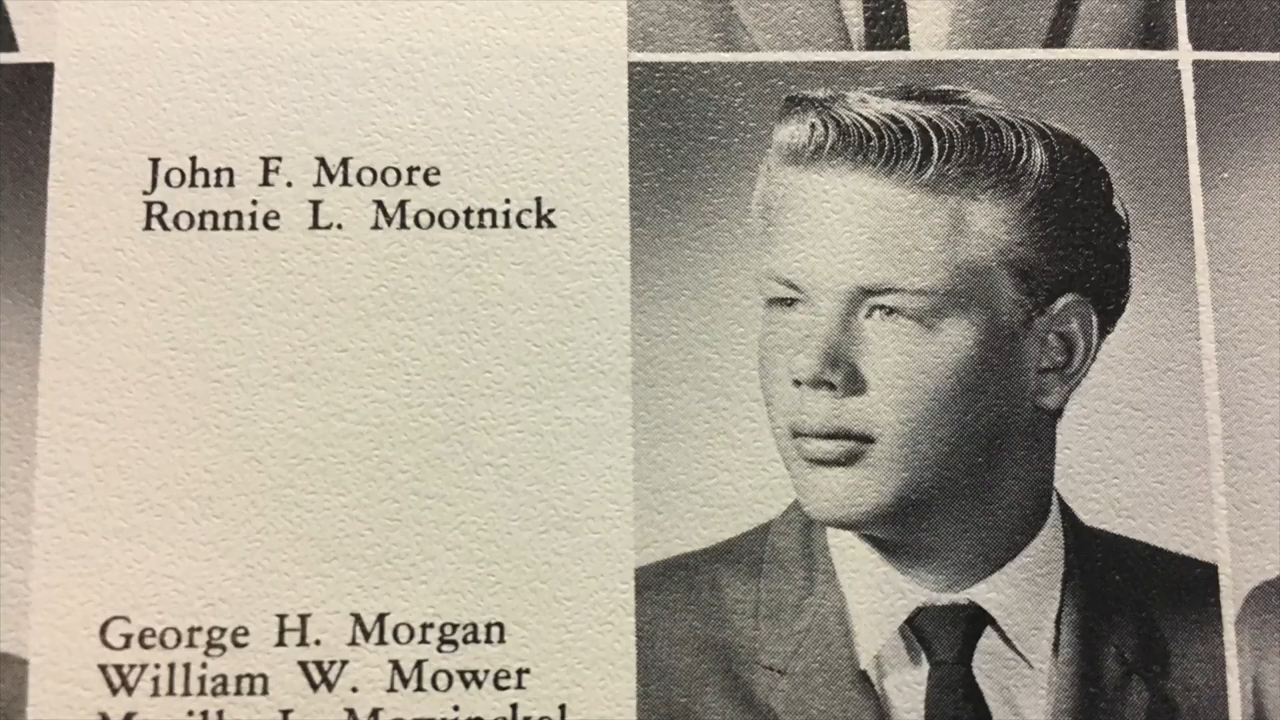 John F. Moore
Ronnie L. Mootnick
George H. Morgan
William W. Mower